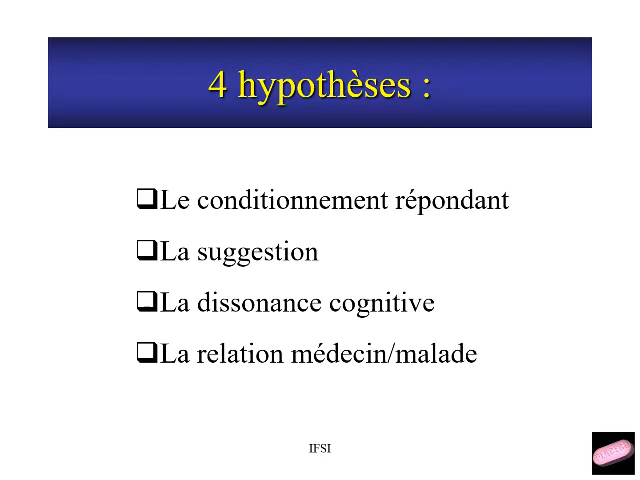 4 hypothèses :
Le conditionnement répondant
La suggestion
La dissonance cognitive
La relation médecin/malade
IFSI